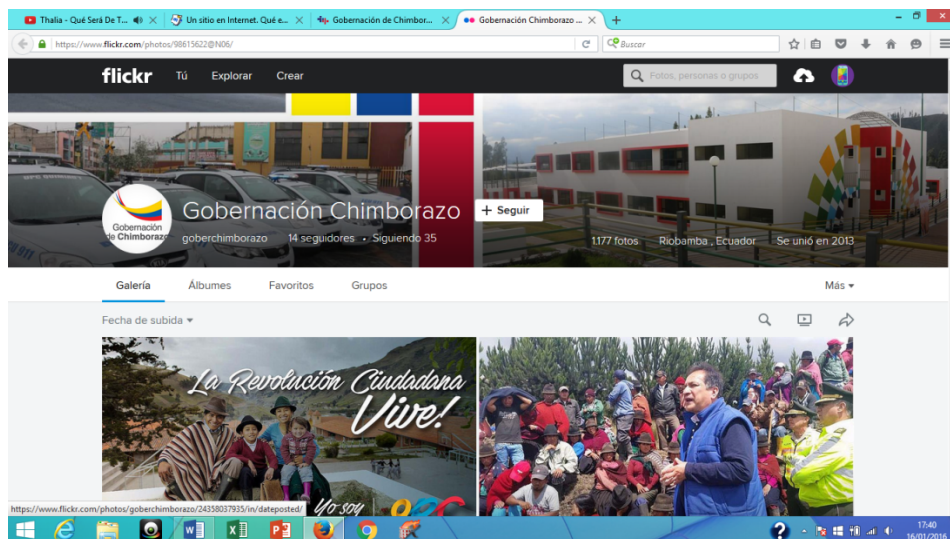 Thalia - Qué Será De T...
Un sitio en Internet. Qué e...
Gobernación de Chimbor...
Gobernación Chimborazo ...
https://www.flickr.com/photos/98615622@N06/
Buscar
flickr Tú Explorar Crear
Fotos, personas o grupos
Gobernación
de Chimborazo
Gobernación Chimborazo + Seguir
goberchimborazo 14 seguidores • Siguiendo 35
1.177 fotos Riobamba , Ecuador Se unió en 2013
Galería Álbumes Favoritos Grupos Más
Fecha de subida
La Revolución Ciudadana
Vive!
Yo soy
https://www.flickr.com/photos/goberchimborazo/24358037935/in/dateposted/
17:40
16/01/2016